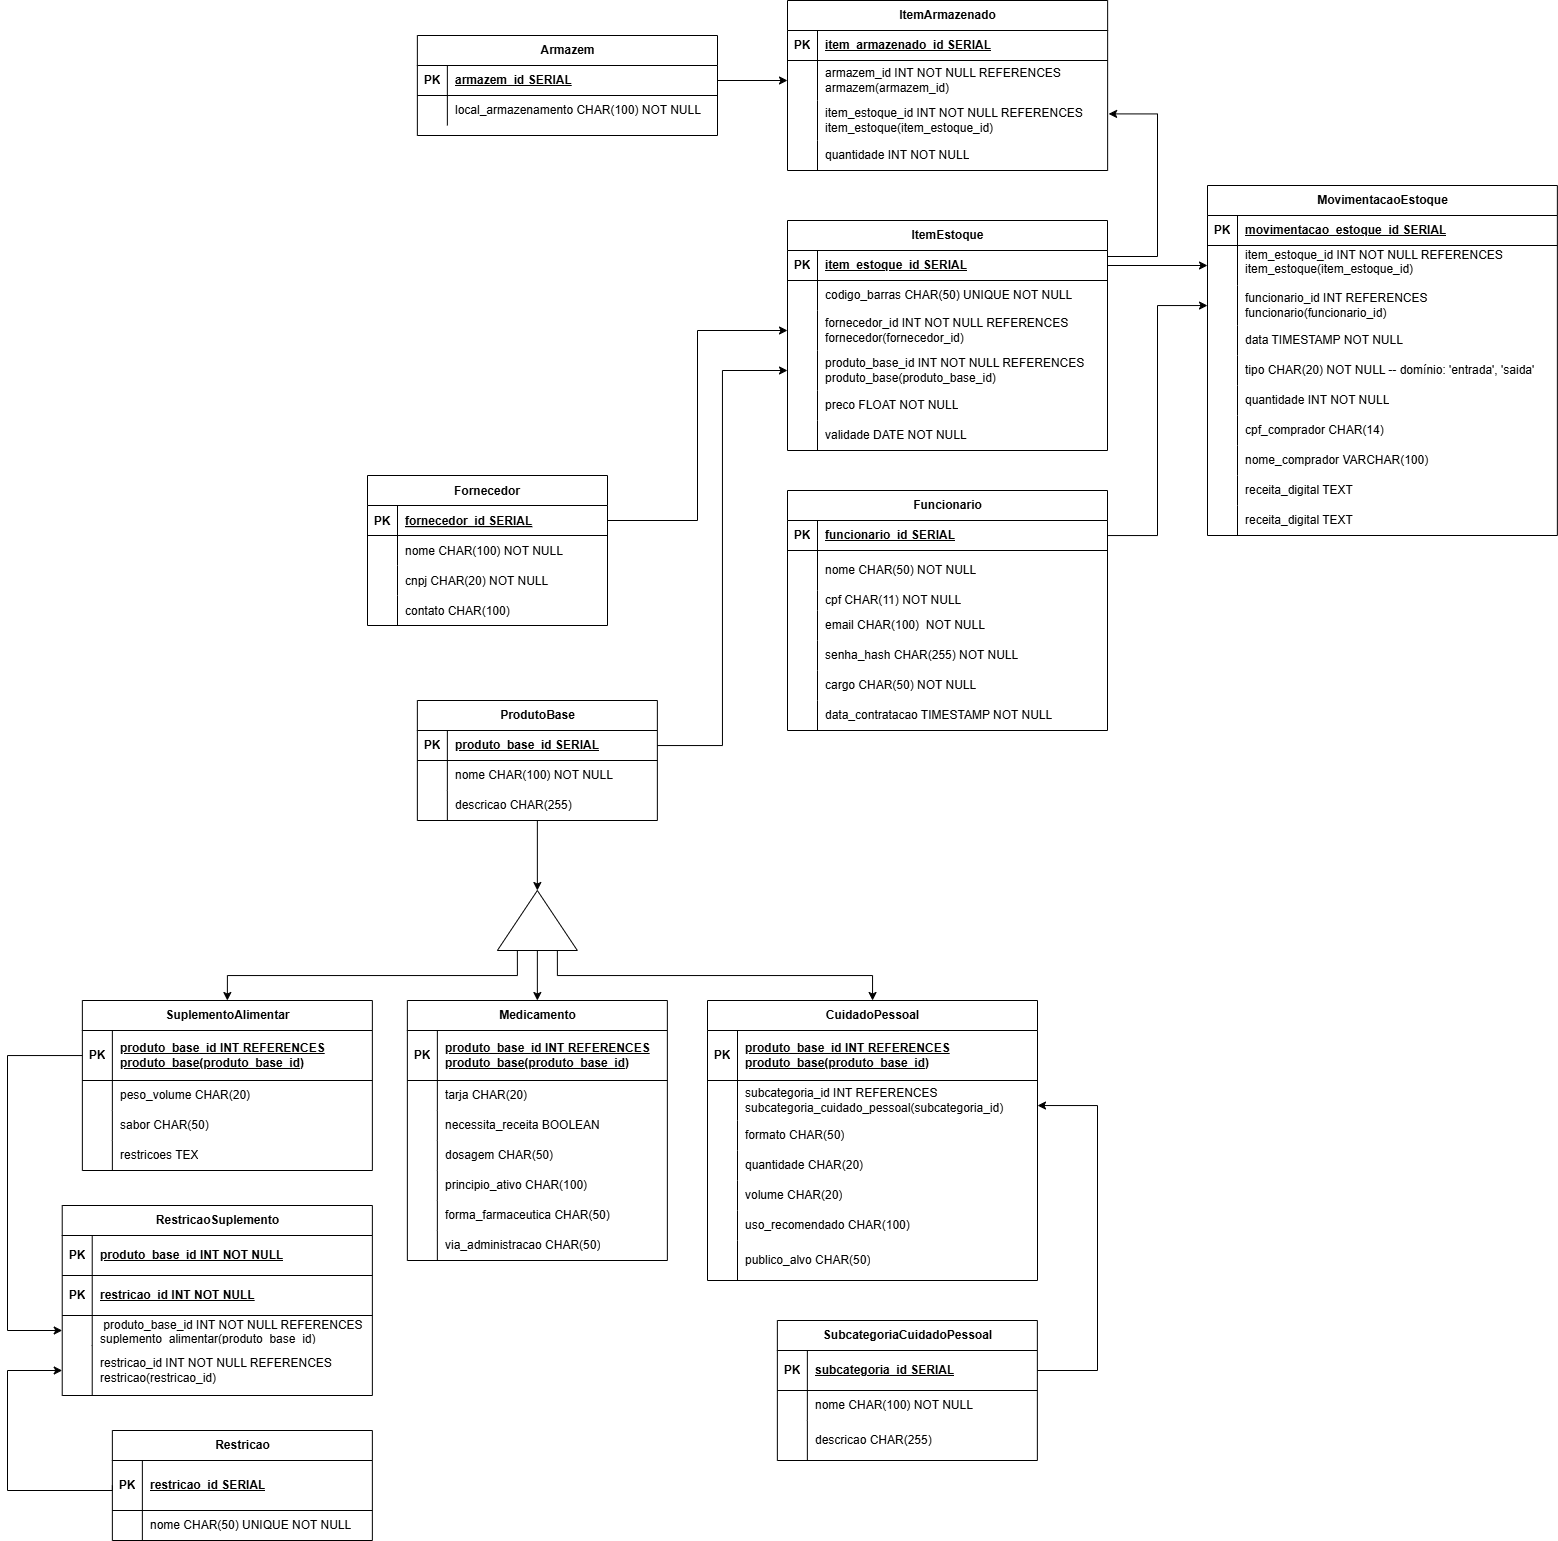 ItemArmazenado
PK item_armazenado_id SERIAL
armazem_id INT NOT NULL REFERENCES
armazem(armazem_id)
item_estoque_id INT NOT NULL REFERENCES
item_estoque(item_estoque_id)
quantidade INT NOT NULL
Armazem
PK armazem_id SERIAL
local_armazenamento CHAR(100) NOT NULL
MovimentacaoEstoque
PK movimentacao_estoque_id SERIAL
item_estoque_id INT NOT NULL REFERENCES
item_estoque(item_estoque_id)
funcionario_id INT REFERENCES
funcionario(funcionario_id)
data TIMESTAMP NOT NULL
tipo CHAR(20) NOT NULL -- domínio: 'entrada', 'saida'
quantidade INT NOT NULL
cpf_comprador CHAR(14)
nome_comprador VARCHAR(100)
receita_digital TEXT
receita_digital TEXT
ItemEstoque
PK item_estoque_id SERIAL
codigo_barras CHAR(50) UNIQUE NOT NULL
fornecedor_id INT NOT NULL REFERENCES
fornecedor(fornecedor_id)
produto_base_id INT NOT NULL REFERENCES
produto_base(produto_base_id)
preco FLOAT NOT NULL
validade DATE NOT NULL
Fornecedor
PK fornecedor_id SERIAL
nome CHAR(100) NOT NULL
cnpj CHAR(20) NOT NULL
contato CHAR(100)
Funcionario
PK funcionario_id SERIAL
nome CHAR(50) NOT NULL
cpf CHAR(11) NOT NULL
email CHAR(100) NOT NULL
senha_hash CHAR(255) NOT NULL
cargo CHAR(50) NOT NULL
data_contratacao TIMESTAMP NOT NULL
ProdutoBase
PK produto_base_id SERIAL
nome CHAR(100) NOT NULL
descricao CHAR(255)
SuplementoAlimentar
PK produto_base_id INT REFERENCES
produto_base(produto_base_id)
peso_volume CHAR(20)
sabor CHAR(50)
restricoes TEX
Medicamento
PK produto_base_id INT REFERENCES
produto_base(produto_base_id)
tarja CHAR(20)
necessita_receita BOOLEAN
dosagem CHAR(50)
principio_ativo CHAR(100)
forma_farmaceutica CHAR(50)
via_administracao CHAR(50)
CuidadoPessoal
PK produto_base_id INT REFERENCES
produto_base(produto_base_id)
subcategoria_id INT REFERENCES
subcategoria_cuidado_pessoal(subcategoria_id)
formato CHAR(50)
quantidade CHAR(20)
volume CHAR(20)
uso_recomendado CHAR(100)
publico_alvo CHAR(50)
RestricaoSuplemento
PK produto_base_id INT NOT NULL
PK restricao_id INT NOT NULL
produto_base_id INT NOT NULL REFERENCES
suplemento_alimentar(produto_base_id)
restricao_id INT NOT NULL REFERENCES
restricao(restricao_id)
SubcategoriaCuidadoPessoal
PK subcategoria_id SERIAL
nome CHAR(100) NOT NULL
descricao CHAR(255)
Restricao
PK restricao_id SERIAL
nome CHAR(50) UNIQUE NOT NULL